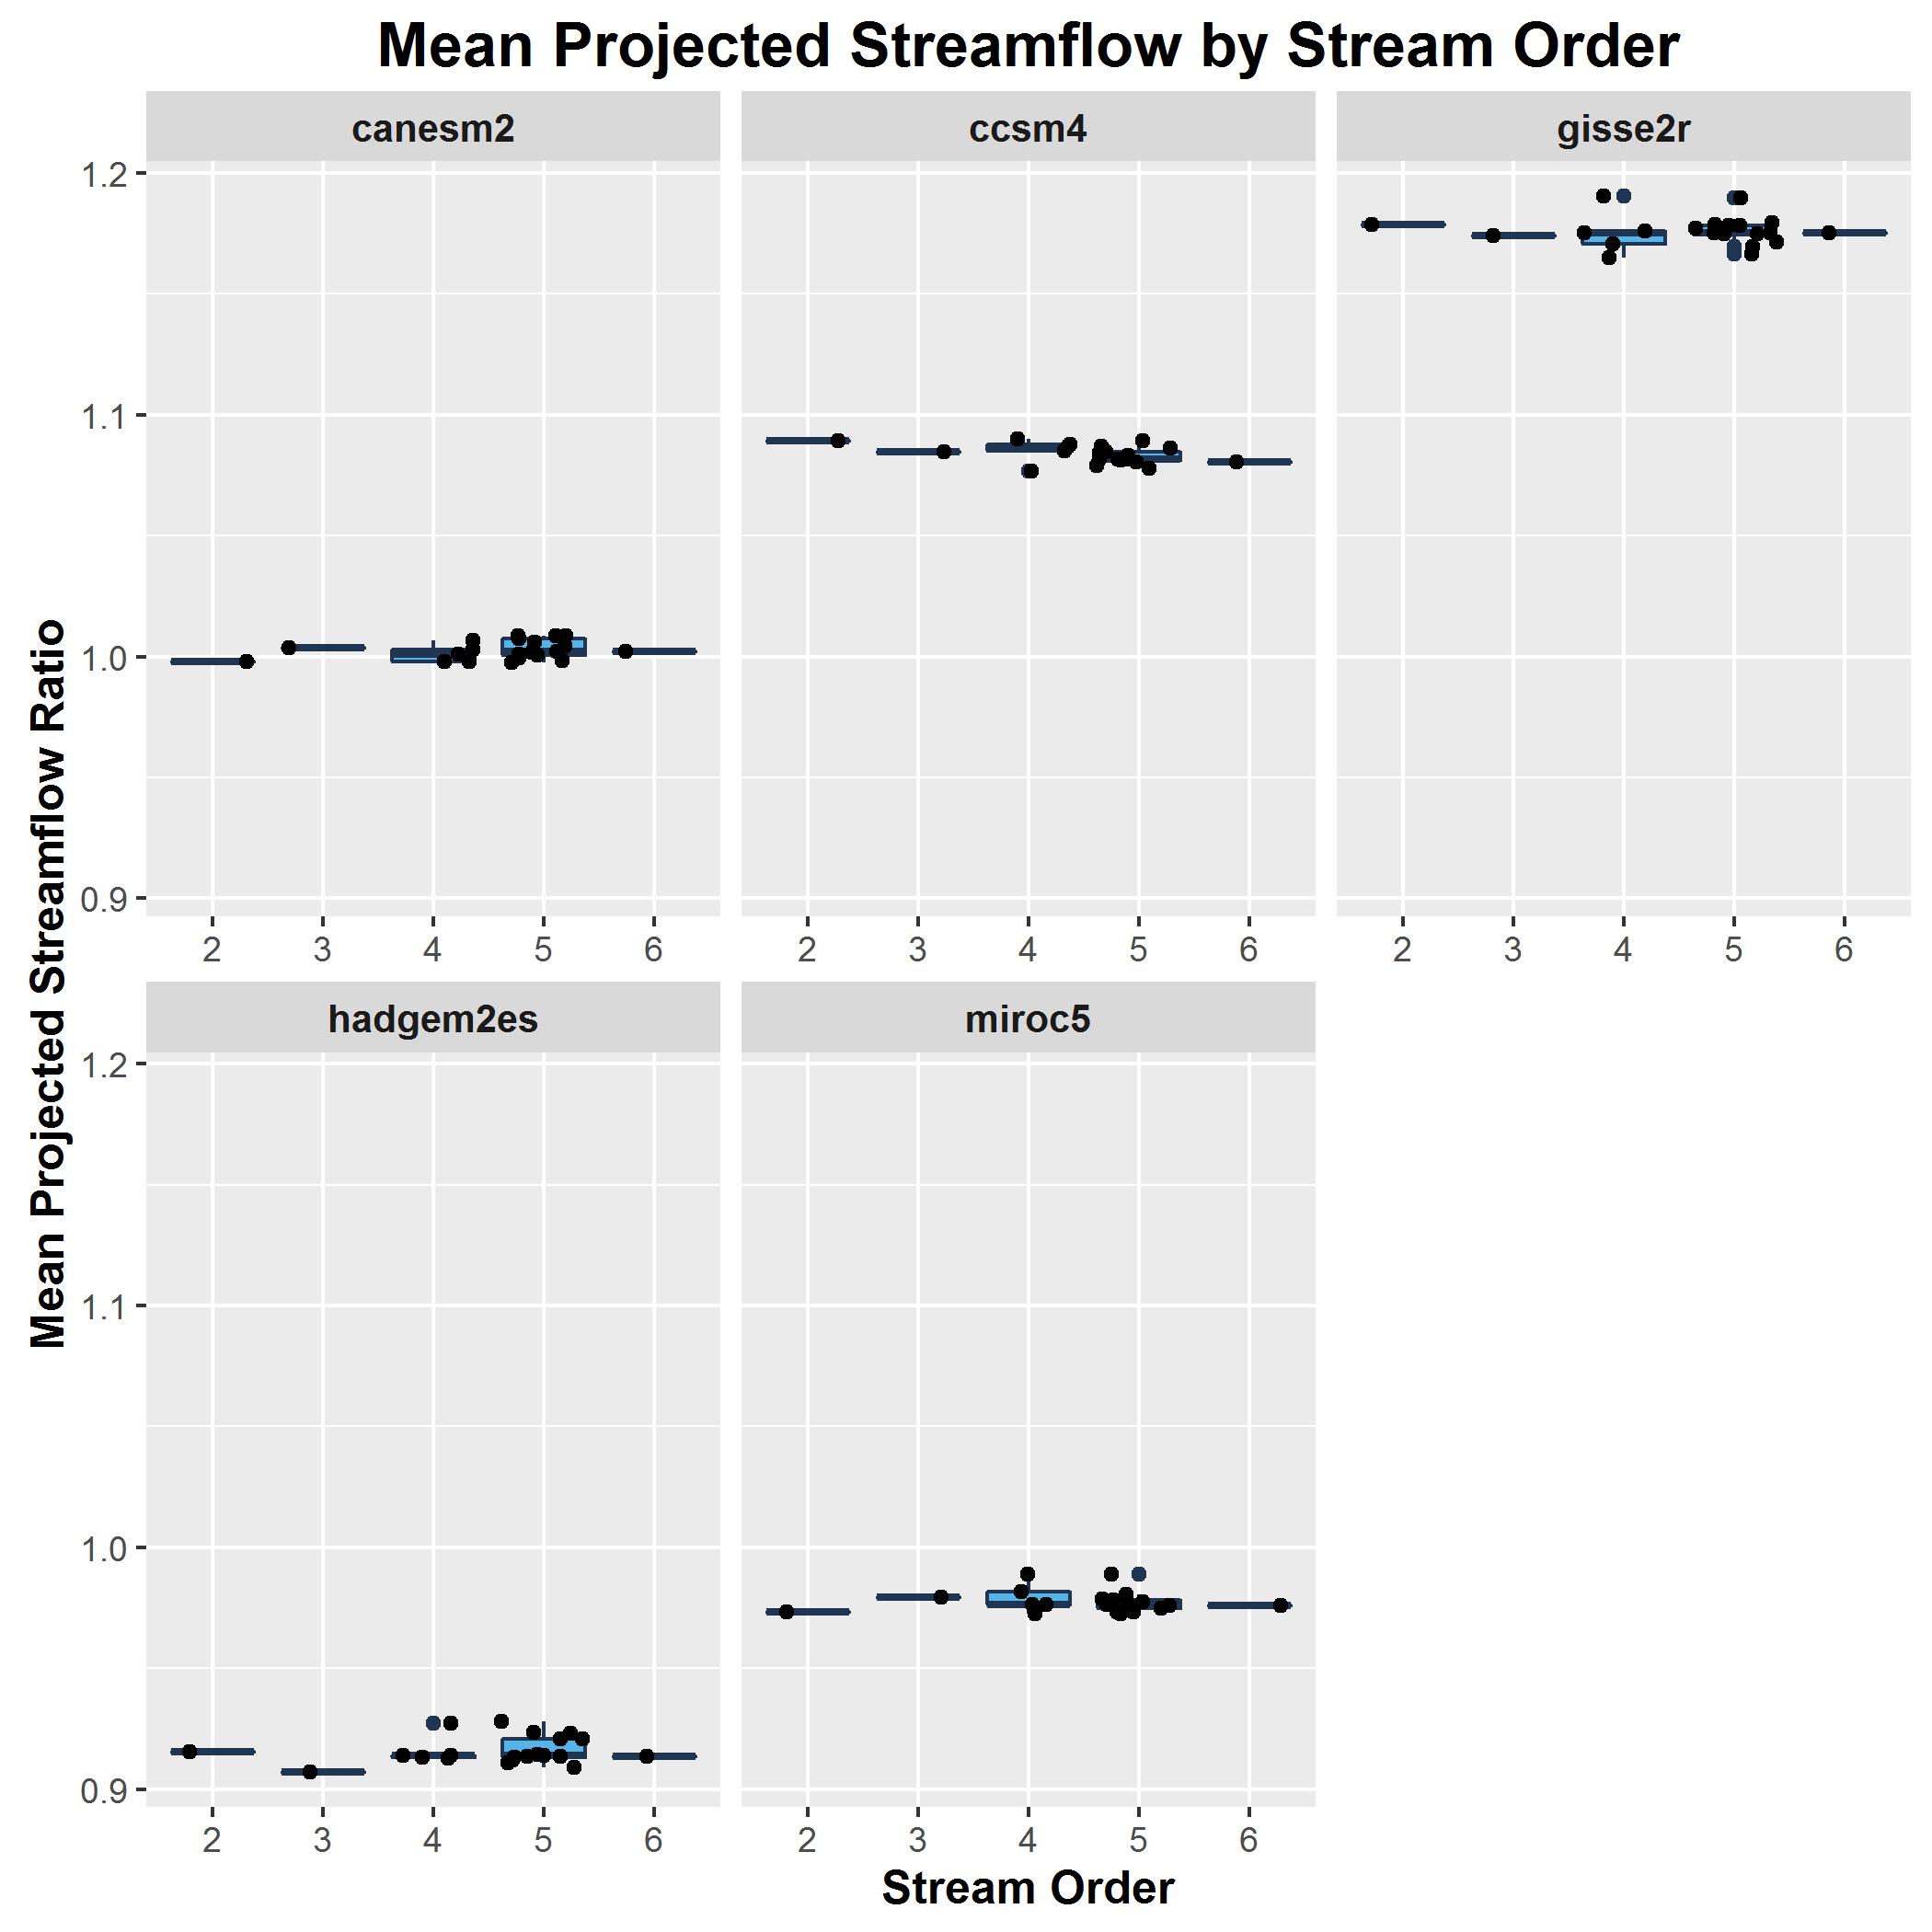 Mean Projected Streamflow by Stream Order
canesm2
ccsm4
gisse2r
Mean Projected Streamflow Ratio
1.2
1.1
1.0
0.9
2 3 4 5 6
2 3 4 5 6
2 3 4 5 6
hadgem2es
miroc5
1.2
1.1
1.0
0.9
2 3 4 5 6
2 3 4 5 6
Stream Order